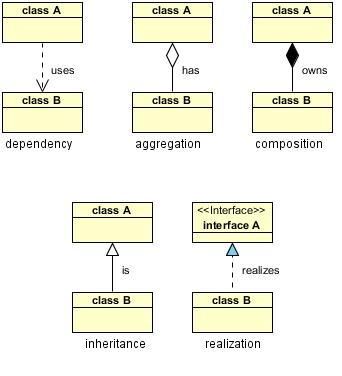 class A
class A
class A
uses
has
owns
class B
class B
class B
dependency
aggregation
composition
class A
<<Interface>>
interface A
is
realizes
class B
class B
inheritance
realization